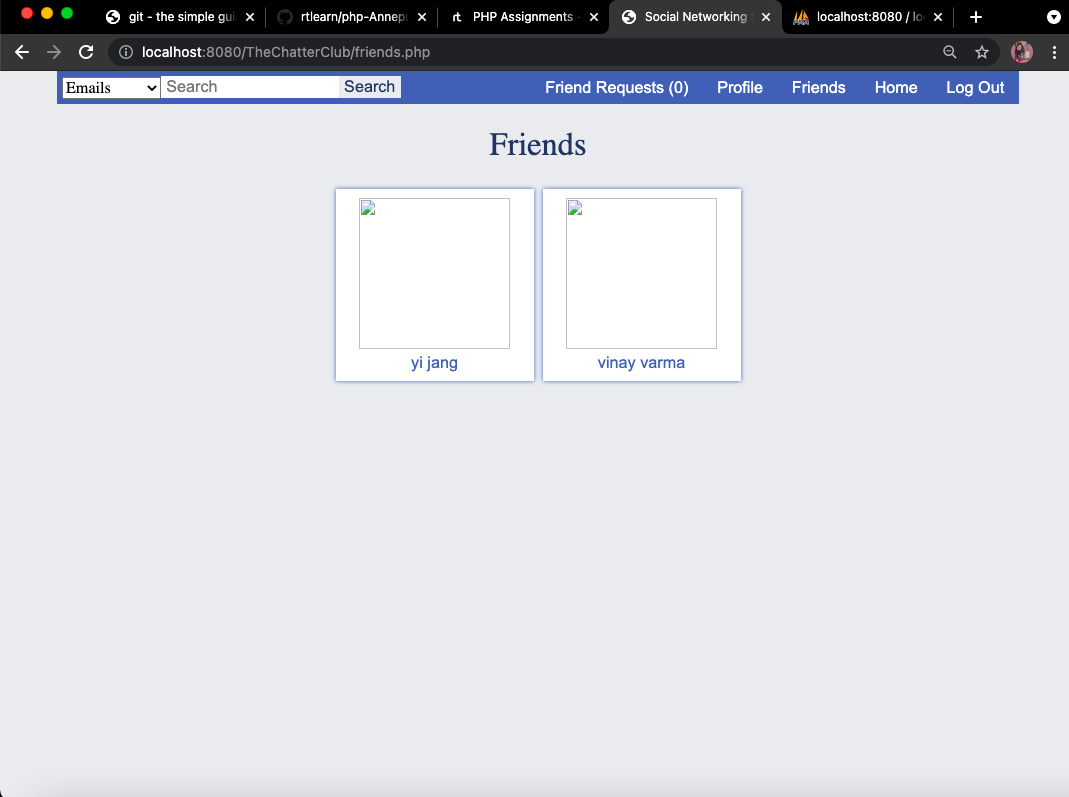 git - the simple gui
rtlearn/php-Annepu
rt PHP Assignments -
Social Networking S
localhost:8080 / lo
localhost:8080/TheChatterClub/friends.php
Emails Search Search Friend Requests (0) Profile Friends Home Log Out
Friends
yi jang vinay varma